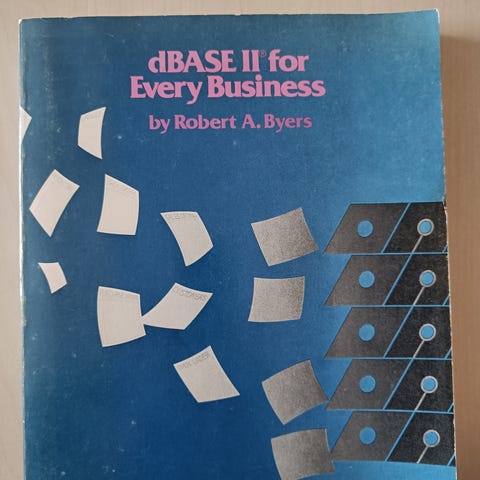 dBASE II® for
Every Business
by Robert A. Byers